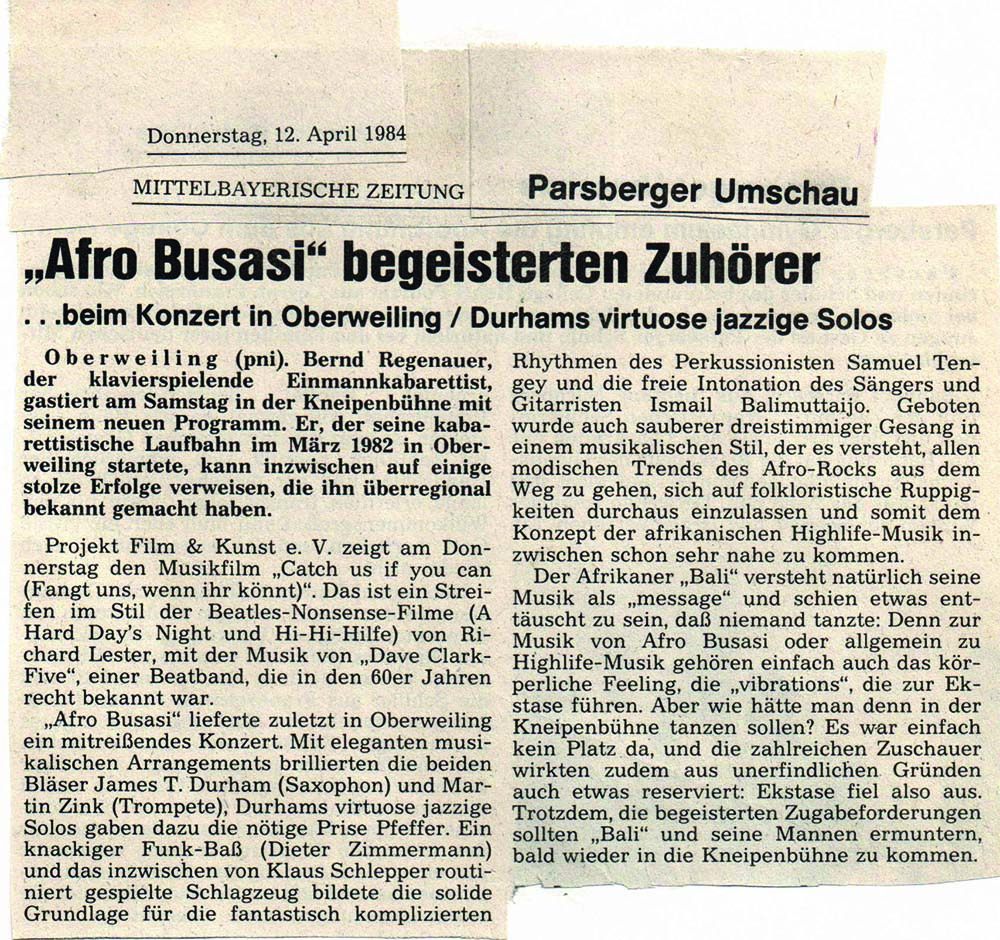 Donnerstag, 12. April 1984
MITTELBAYERISCHE ZEITUNG
Parsberger Umschau
„Afro Busasi“ begeisterten Zuhörer
. . .beim Konzert in Oberweiling / Durhams virtuose jazzige Solos
Oberweiling (pni). Bernd Regenauer,
der klavierspielende Einmannkabarettist,
gastiert am Samstag in der Kneipenbühne mit
seinem neuen Programm. Er, der seine kaba-
rettistische Laufbahn im März 1982 in Ober-
weiling startete, kann inzwischen auf einige
stolze Erfolge verweisen, die ihn überregional
bekannt gemacht haben.
Projekt Film & Kunst e. V. zeigt am Don-
nerstag den Musikfilm „Catch us if you can
(Fangt uns, wenn ihr könnt)“. Das ist ein Strei-
fen im Stil der Beatles-Nonsense-Filme (A
Hard Day's Night und Hi-Hi-Hilfe) von Ri-
chard Lester, mit der Musik von „Dave Clark-
Five“, einer Beatband, die in den 60er Jahren
recht bekannt war.
„Afro Busasi“ lieferte zuletzt in Oberweiling
ein mitreißendes Konzert. Mit eleganten musi-
kalischen Arrangements brillierten die beiden
Bläser James T. Durham (Saxophon) und Mar-
tin Zink (Trompete), Durhams virtuose jazzige
Solos gaben dazu die nötige Prise Pfeffer. Ein
knackiger Funk-Baß (Dieter Zimmermann)
und das inzwischen von Klaus Schlepper routi-
niert gespielte Schlagzeug bildete die solide
Grundlage für die fantastisch komplizierten
Rhythmen des Perkussionisten Samuel Ten-
gey und die freie Intonation des Sängers und
Gitarristen Ismail Balimuttaijo. Geboten
wurde auch sauberer dreistimmiger Gesang in
einem musikalischen Stil, der es versteht, allen
modischen Trends des Afro-Rocks aus dem
Weg zu gehen, sich auf folkloristische Ruppig-
keiten durchaus einzulassen und somit dem
Konzept der afrikanischen Highlife-Musik in-
zwischen schon sehr nahe zu kommen.
Der Afrikaner „Bali“ versteht natürlich seine
Musik als „message“ und schien etwas ent-
täuscht zu sein, daß niemand tanzte: Denn zur
Musik von Afro Busasi oder allgemein zu
Highlife-Musik gehören einfach auch das kör-
perliche Feeling, die „vibrations“, die zur Ek-
stase führen. Aber wie hätte man denn in der
Kneipenbühne tanzen sollen? Es war einfach
kein Platz da, und die zahlreichen Zuschauer
wirkten zudem aus unerfindlichen Gründen
auch etwas reserviert: Ekstase fiel also aus.
Trotzdem, die begeisterten Zugabeforderungen
sollten „Bali“ und seine Mannen ermuntern,
bald wieder in die Kneipenbühne zu kommen.